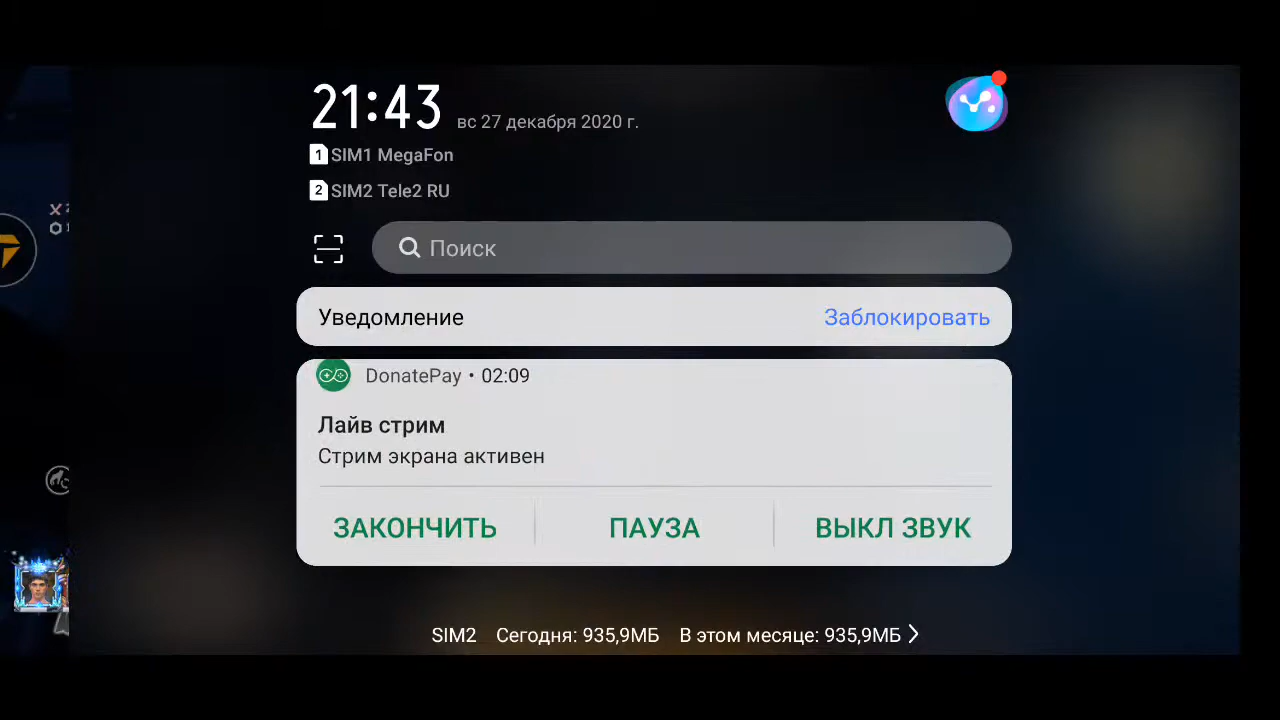 21:43 вс 27 декабря 2020 г.
1 SIM1 MegaFon
2 SIM2 Tele2 RU
Поиск
Уведомление Заблокировать
DonatePay • 02:09
Лайв стрим
Стрим экрана активен
ЗАКОНЧИТЬ ПАУЗА ВЫКЛ ЗВУК
SIM2 Сегодня: 935,9МБ В этом месяце: 935,9МБ